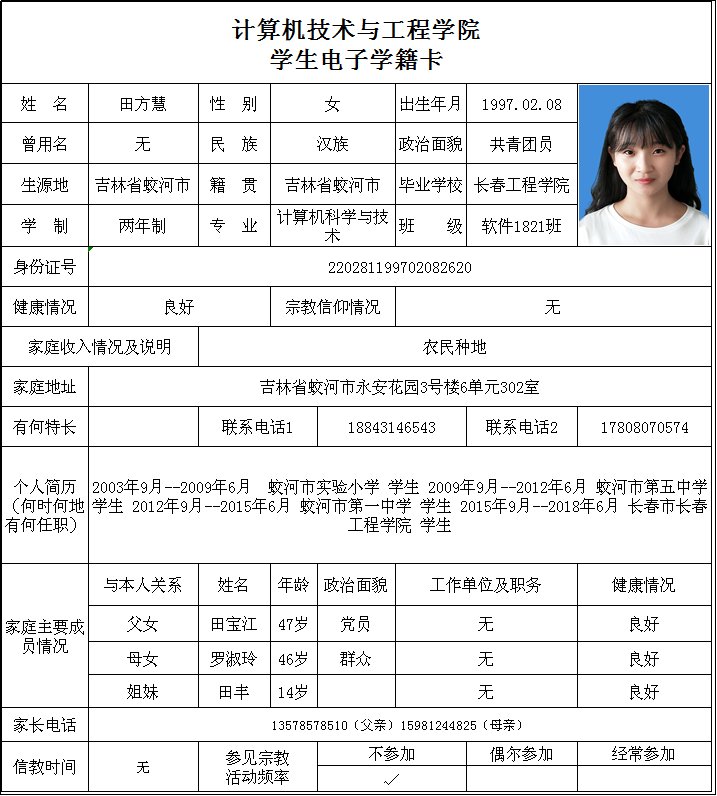 计算机技术与工程学院
学生电子学籍卡
姓 名 田方慧 性 别 女 出生年月 1997.02.08
曾用名 无 民 族 汉族 政治面貌 共青团员
生源地 吉林省蛟河市 籍 贯 吉林省蛟河市 毕业学校 长春工程学院
学 制 两年制 专 业 计算机科学与技术 班 级 软件1821班
身份证号 220281199702082620
健康情况 良好 宗教信仰情况 无
家庭收入情况及说明 农民种地
家庭地址 吉林省蛟河市永安花园3号楼6单元302室
有何特长 联系电话1 18843146543 联系电话2 17808070574
个人简历
（何时何地
有何任职）
2003年9月--2009年6月 蛟河市实验小学 学生 2009年9月--2012年6月 蛟河市第五中学
学生 2012年9月--2015年6月 蛟河市第一中学 学生 2015年9月--2018年6月 长春市长春
工程学院 学生
家庭主要成
员情况
与本人关系 姓名 年龄 政治面貌 工作单位及职务 健康情况
父女 田宝江 47岁 党员 无 良好
母女 罗淑玲 46岁 群众 无 良好
姐妹 田丰 14岁 无 良好
家长电话 13578578510（父亲）15981244825（母亲）
信教时间 无 参见宗教
活动频率
不参加 偶尔参加 经常参加
✓